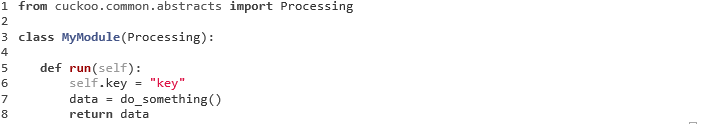 1 from cuckoo.common.abstracts import Processing
2
3 class MyModule(Processing):
4
5     def run(self):
6         self.key = "key"
7         data = do_something()
8         return data